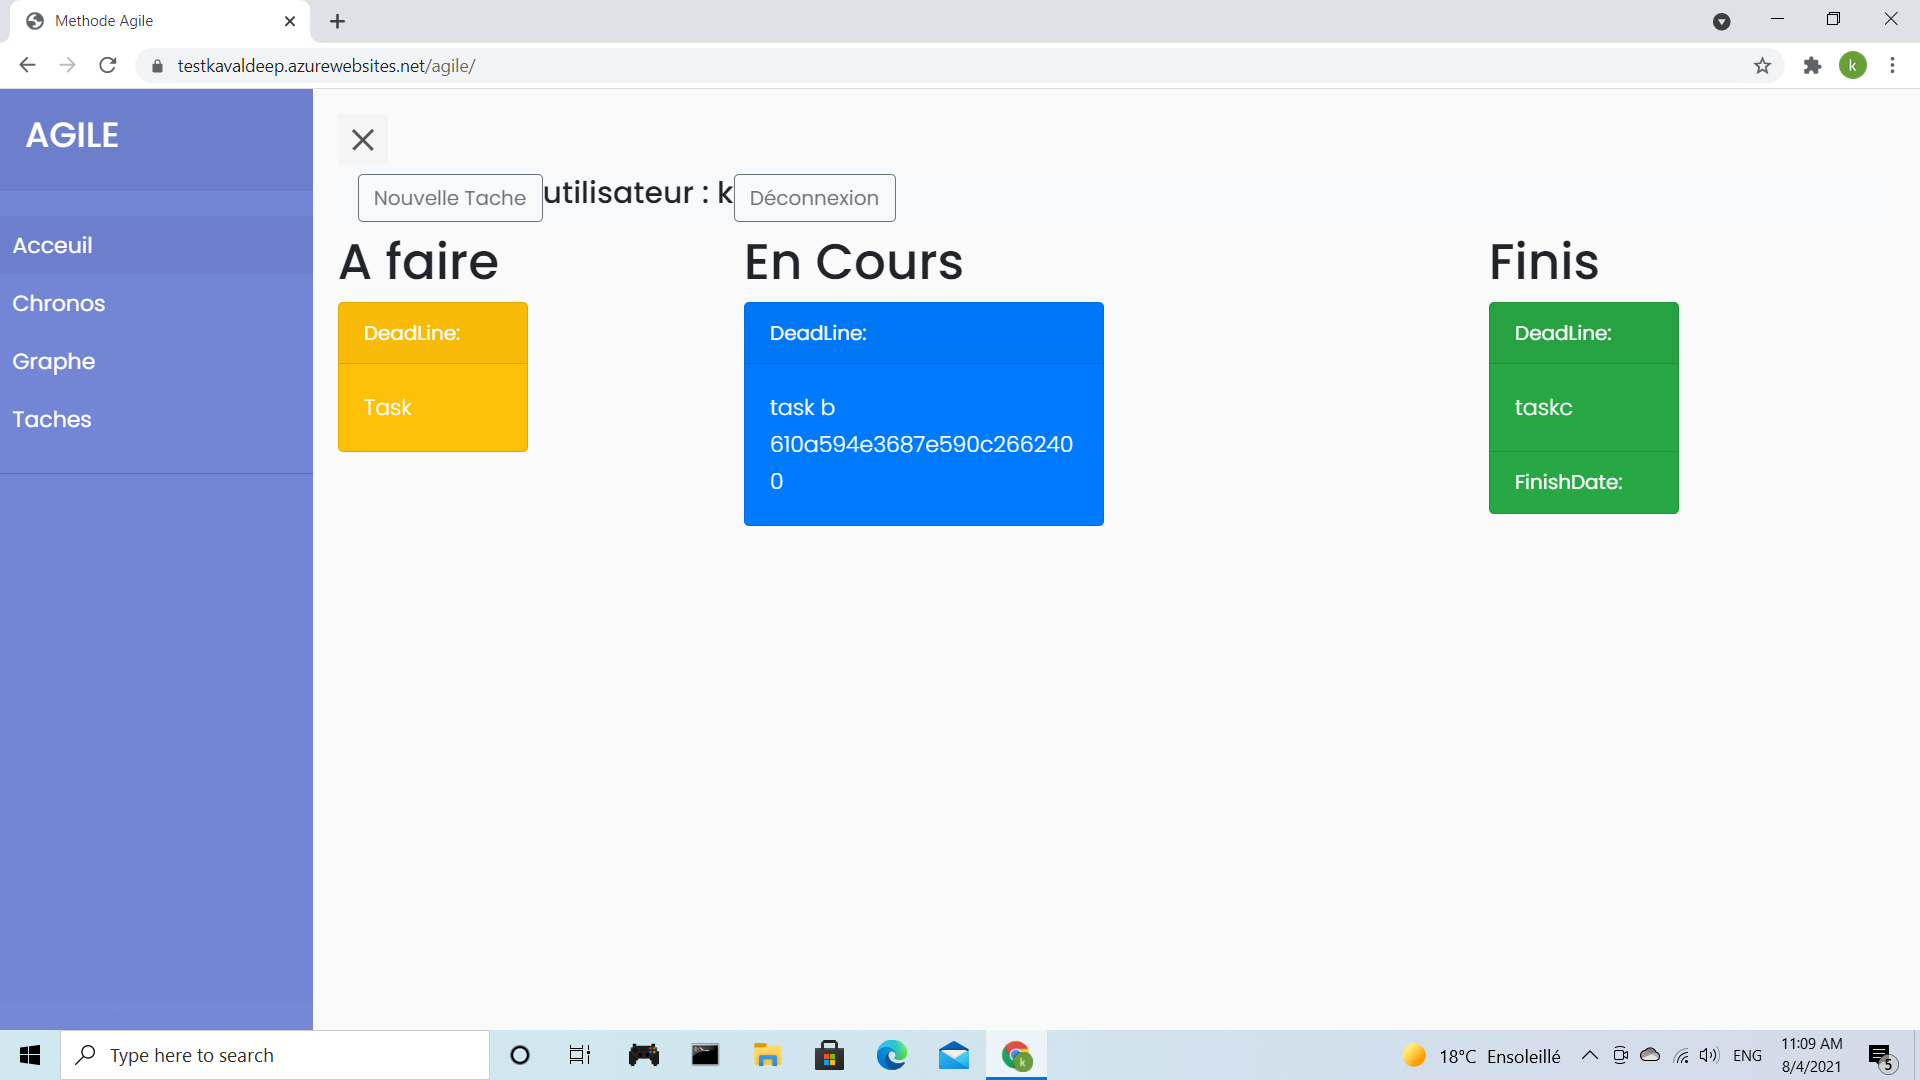 Methode Agile
testkavaldeep.azurewebsites.net/agile/
k
AGILE
Acceuil
Chronos
Graphe
Taches
Nouvelle Tache
utilisateur : k
Déconnexion
A faire
DeadLine:
Task
En Cours
DeadLine:
task b
610a594e3687e590c266240
0
Finis
DeadLine:
taskc
FinishDate:
Type here to search
k
18°C Ensoleillé
ENG
11:09 AM
8/4/2021
5